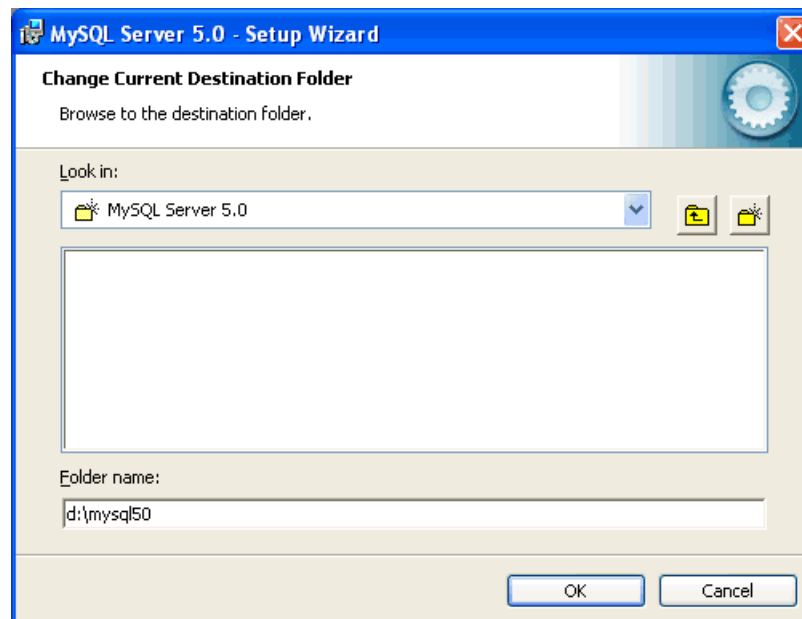 MySQL Server 5.0 - Setup Wizard
Change Current Destination Folder
Browse to the destination folder.
Look in:
MySQL Server 5.0
Folder name:
d:\mysql50
OK Cancel